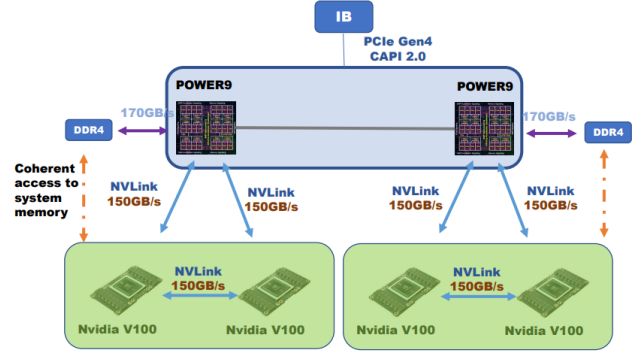 IB
PCIe Gen4
CAPI 2.0
POWER9
POWER9
170GB/s
170GB/s
DDR4
DDR4
Coherent
access to
system
memory
NVLink
150GB/s
NVLink
150GB/s
NVLink
150GB/s
NVLink
150GB/s
NVLink
150GB/s
NVLink
150GB/s
Nvidia V100
Nvidia V100
Nvidia V100
Nvidia V100